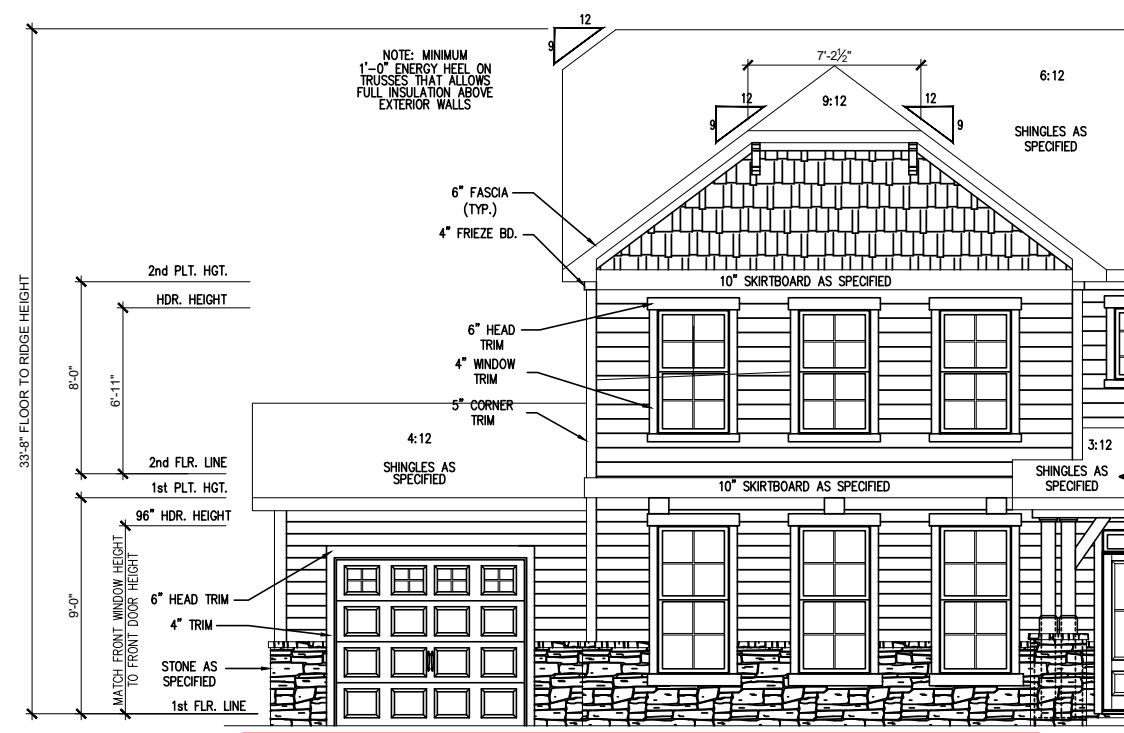 12
9
NOTE: MINIMUM
1'-0" ENERGY HEEL ON
TRUSSES THAT ALLOWS
FULL INSULATION ABOVE
EXTERIOR WALLS
7'-2½"
12
9
9:12
12
9
6:12
SHINGLES AS
SPECIFIED
6" FASCIA
(TYP.)
4" FRIEZE BD.
2nd PLT. HGT.
10" SKIRTBOARD AS SPECIFIED
HDR. HEIGHT
6" HEAD
TRIM
4" WINDOW
TRIM
5" CORNER
TRIM
33'-8" FLOOR TO RIDGE HEIGHT
8'-0"
6'-11"
4:12
SHINGLES AS
SPECIFIED
3:12
SHINGLES AS
SPECIFIED
2nd FLR. LINE
1st PLT. HGT.
10" SKIRTBOARD AS SPECIFIED
96" HDR. HEIGHT
9'-0"
MATCH FRONT WINDOW HEIGHT
TO FRONT DOOR HEIGHT
6" HEAD TRIM
4" TRIM
STONE AS
SPECIFIED
1st FLR. LINE